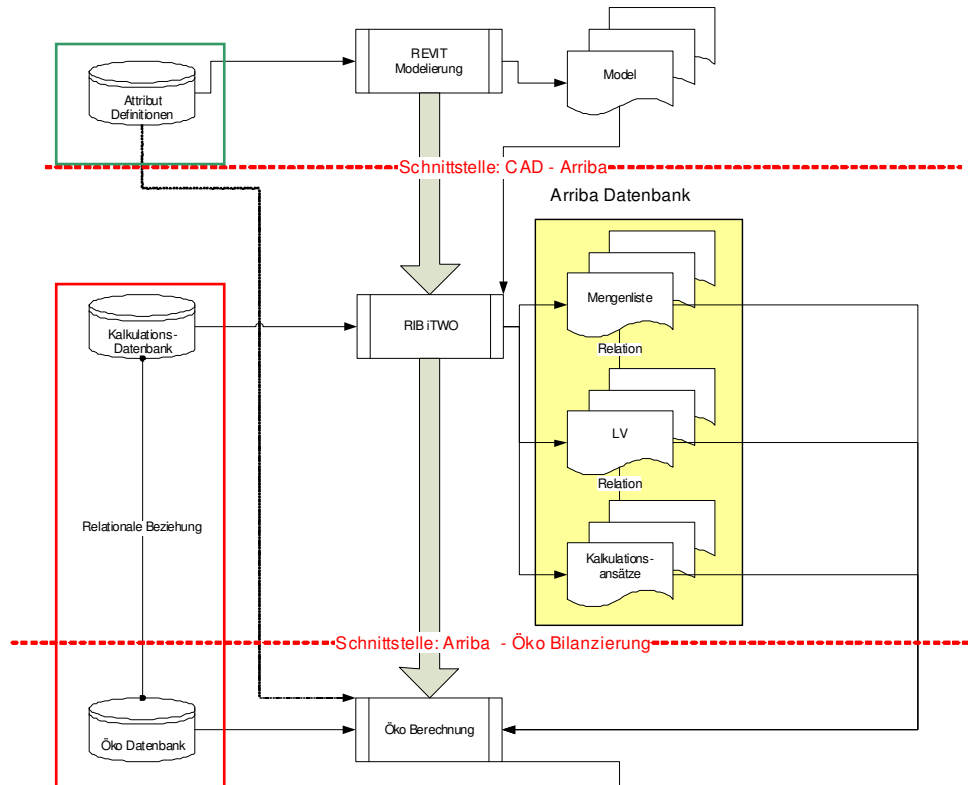 REVIT
Modelierung
Model
Attribut
Definitionen
Schnittstelle: CAD - Arriba
Arriba Datenbank
Mengenliste
Kalkulations-
Datenbank
RIB iTWO
Relation
LV
Relation
Relationale Beziehung
Kalkulations-
ansätze
Schnittstelle: Arriba - Öko Bilanzierung
Öko Datenbank
Öko Berechnung